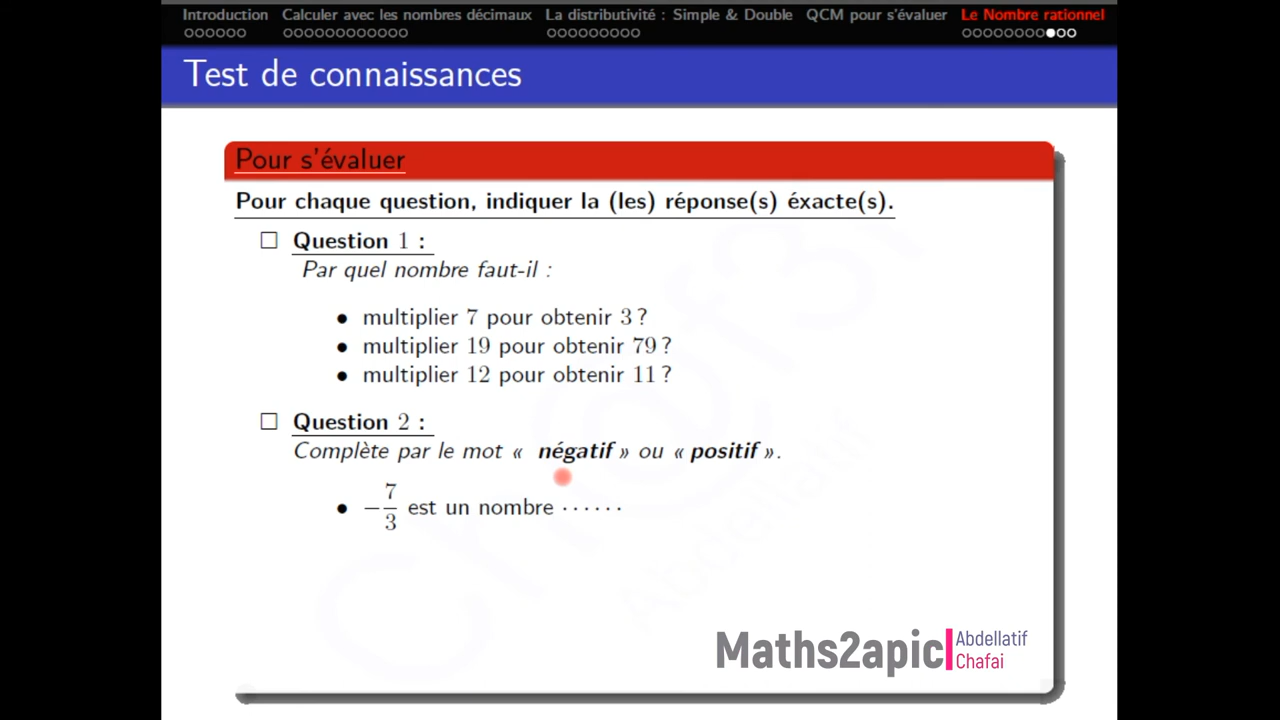 Introduction Calculer avec les nombres décimaux La distributivité : Simple & Double QCM pour s'évaluer Le Nombre rationnel
Test de connaissances
Pour s'évaluer
Pour chaque question, indiquer la (les) réponse(s) éxacte(s).
Question 1 :
Par quel nombre faut-il :
• multiplier 7 pour obtenir 3 ?
• multiplier 19 pour obtenir 79 ?
• multiplier 12 pour obtenir 11 ?
Question 2 :
Complète par le mot « négatif » ou « positif ».
• −7/3 est un nombre ······
Maths2apic
Abdellatif
Chafai
Abdellatif